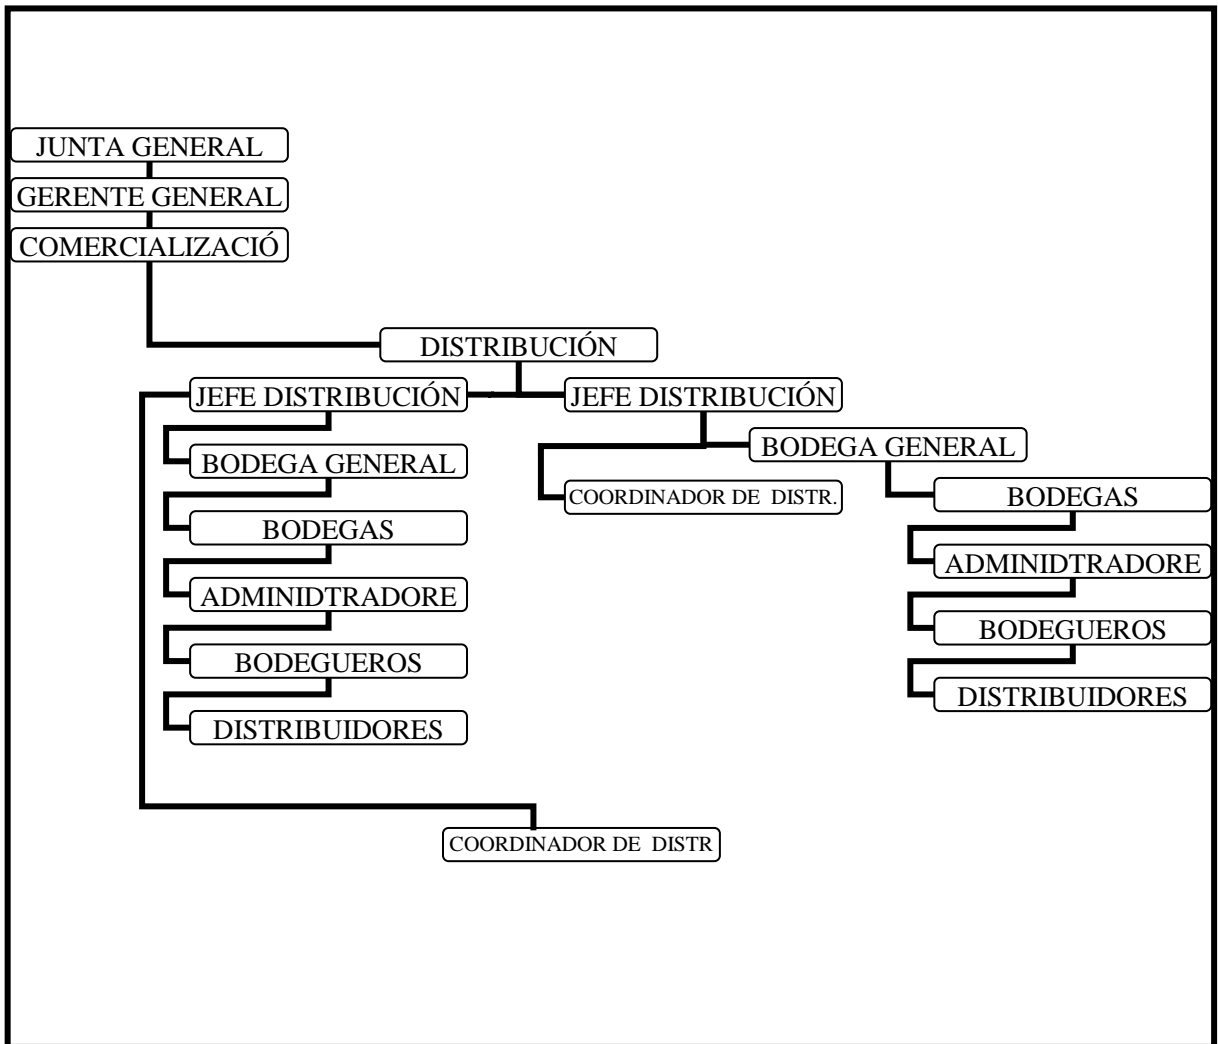 JUNTA GENERAL
GERENTE GENERAL
COMERCIALIZACIÓ
DISTRIBUCIÓN
JEFE DISTRIBUCIÓN
BODEGA GENERAL
BODEGAS
ADMINIDTRADORE
BODEGUEROS
DISTRIBUIDORES
COORDINADOR DE DISTR
JEFE DISTRIBUCIÓN
COORDINADOR DE DISTR.
BODEGA GENERAL
BODEGAS
ADMINIDTRADORE
BODEGUEROS
DISTRIBUIDORES